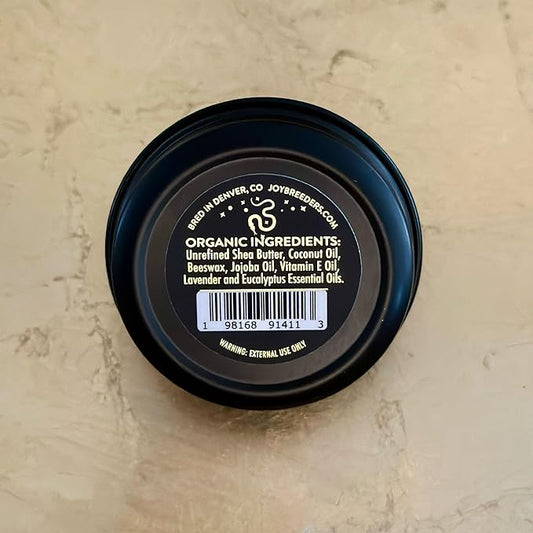 BRED IN DENVER, CO JOYBREEDERS.COM
ORGANIC INGREDIENTS:
Unrefined Shea Butter, Coconut Oil,
Beeswax, Jojoba Oil, Vitamin E Oil,
Lavender and Eucalyptus Essential Oils.
1 98168 91411 3
WARNING: EXTERNAL USE ONLY